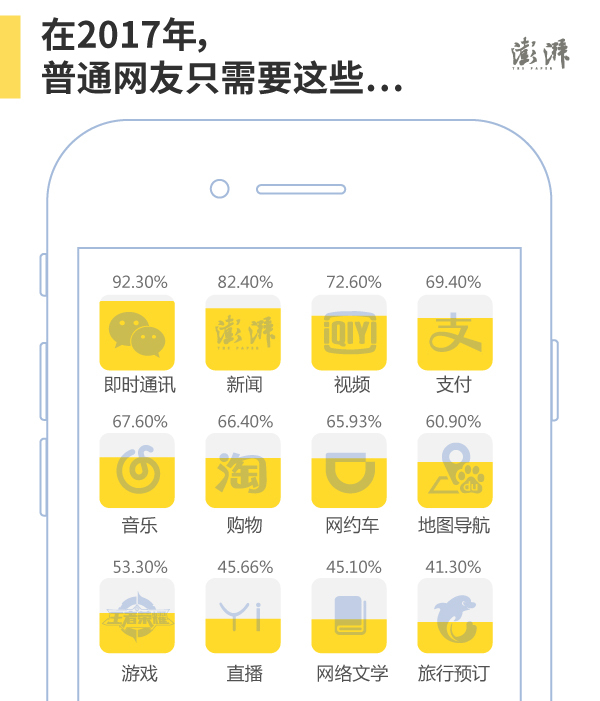 在2017年,
普通网友只需要这些...
澎湃
THE PAPER
92.30% 82.40% 72.60% 69.40%
澎湃 iQIYI 支
THE PAPER
即时通讯 新闻 视频 支付
67.60% 66.40% 65.93% 60.90%
淘 du
音乐 购物 网约车 地图导航
53.30% 45.66% 45.10% 41.30%
王者荣耀 Yi
游戏 直播 网络文学 旅行预订